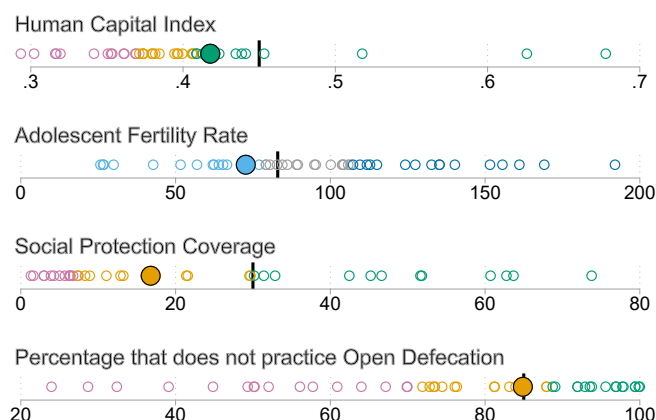 Human Capital Index
.3 .4 .5 .6 .7
Adolescent Fertility Rate
0 50 100 150 200
Social Protection Coverage
0 20 40 60 80
Percentage that does not practice Open Defecation
20 40 60 80 100